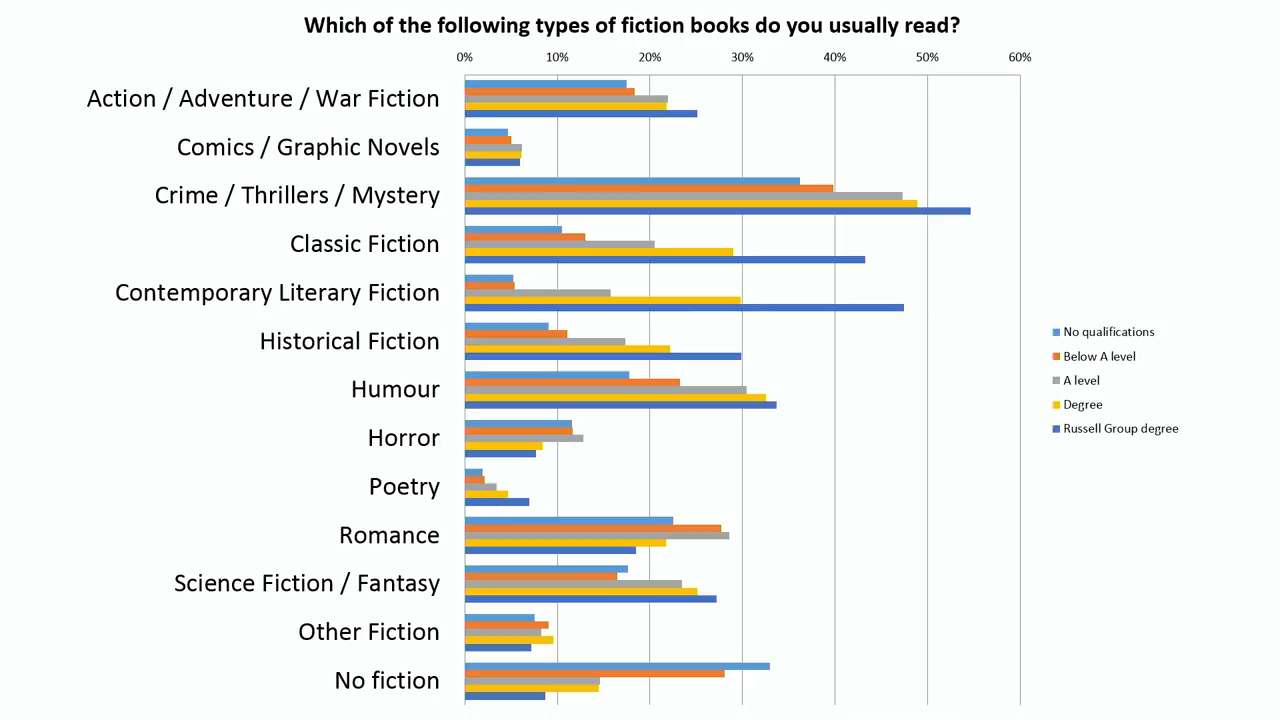 Which of the following types of fiction books do you usually read?
0% 10% 20% 30% 40% 50% 60%
Action / Adventure / War Fiction
Comics / Graphic Novels
Crime / Thrillers / Mystery
Classic Fiction
Contemporary Literary Fiction
Historical Fiction
Humour
Horror
Poetry
Romance
Science Fiction / Fantasy
Other Fiction
No fiction
No qualifications
Below A level
A level
Degree
Russell Group degree